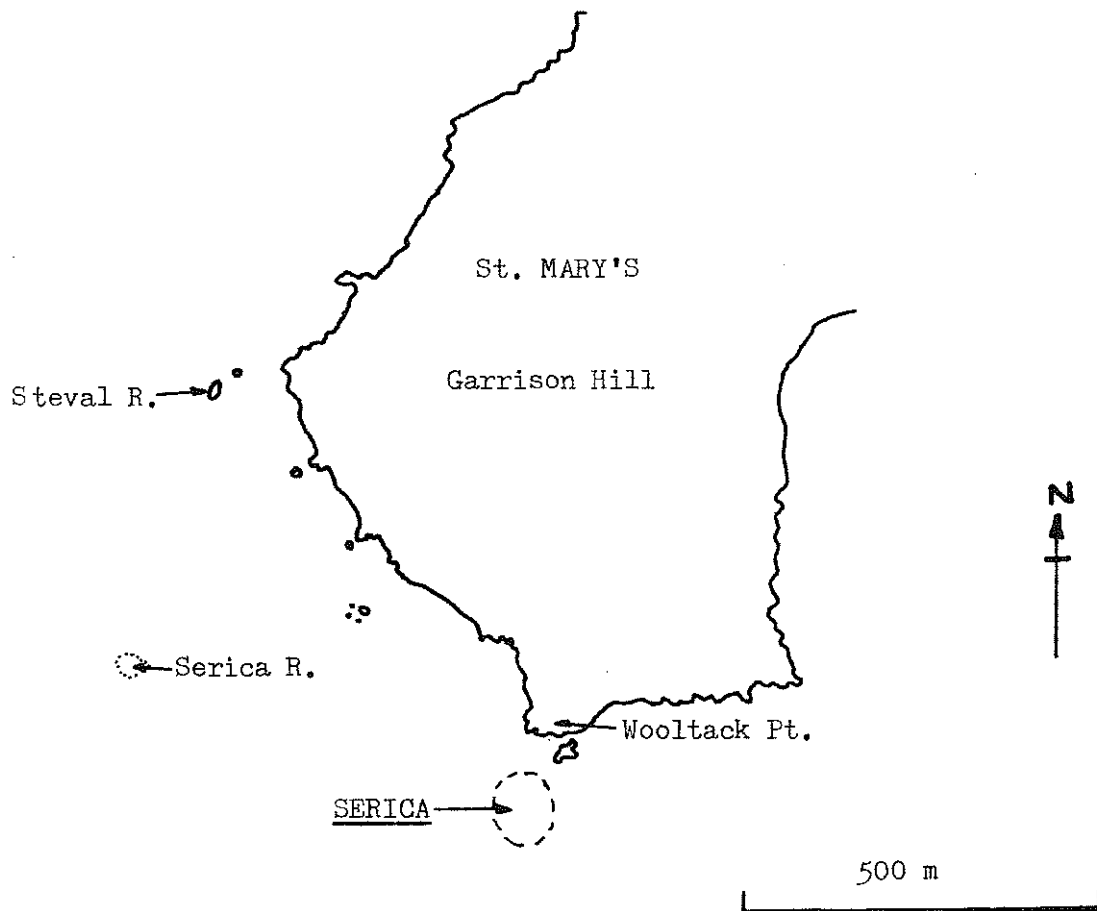 St. MARY'S
Garrison Hill
Steval R.
N
Serica R.
Wooltack Pt.
SERICA
500 m